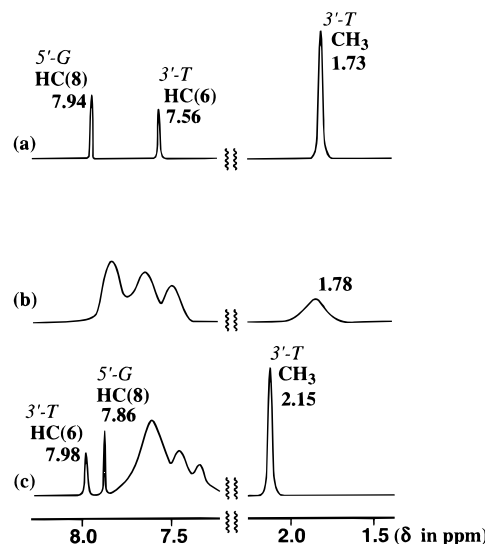 3'-T
CH3
1.73
5'-G
HC(8)
7.94
3'-T
HC(6)
7.56
(a)
(b)
1.78
3'-T
CH3
2.15
5'-G
HC(8)
7.86
3'-T
HC(6)
7.98
(c)
8.0 7.5 2.0 1.5 (δ in ppm)